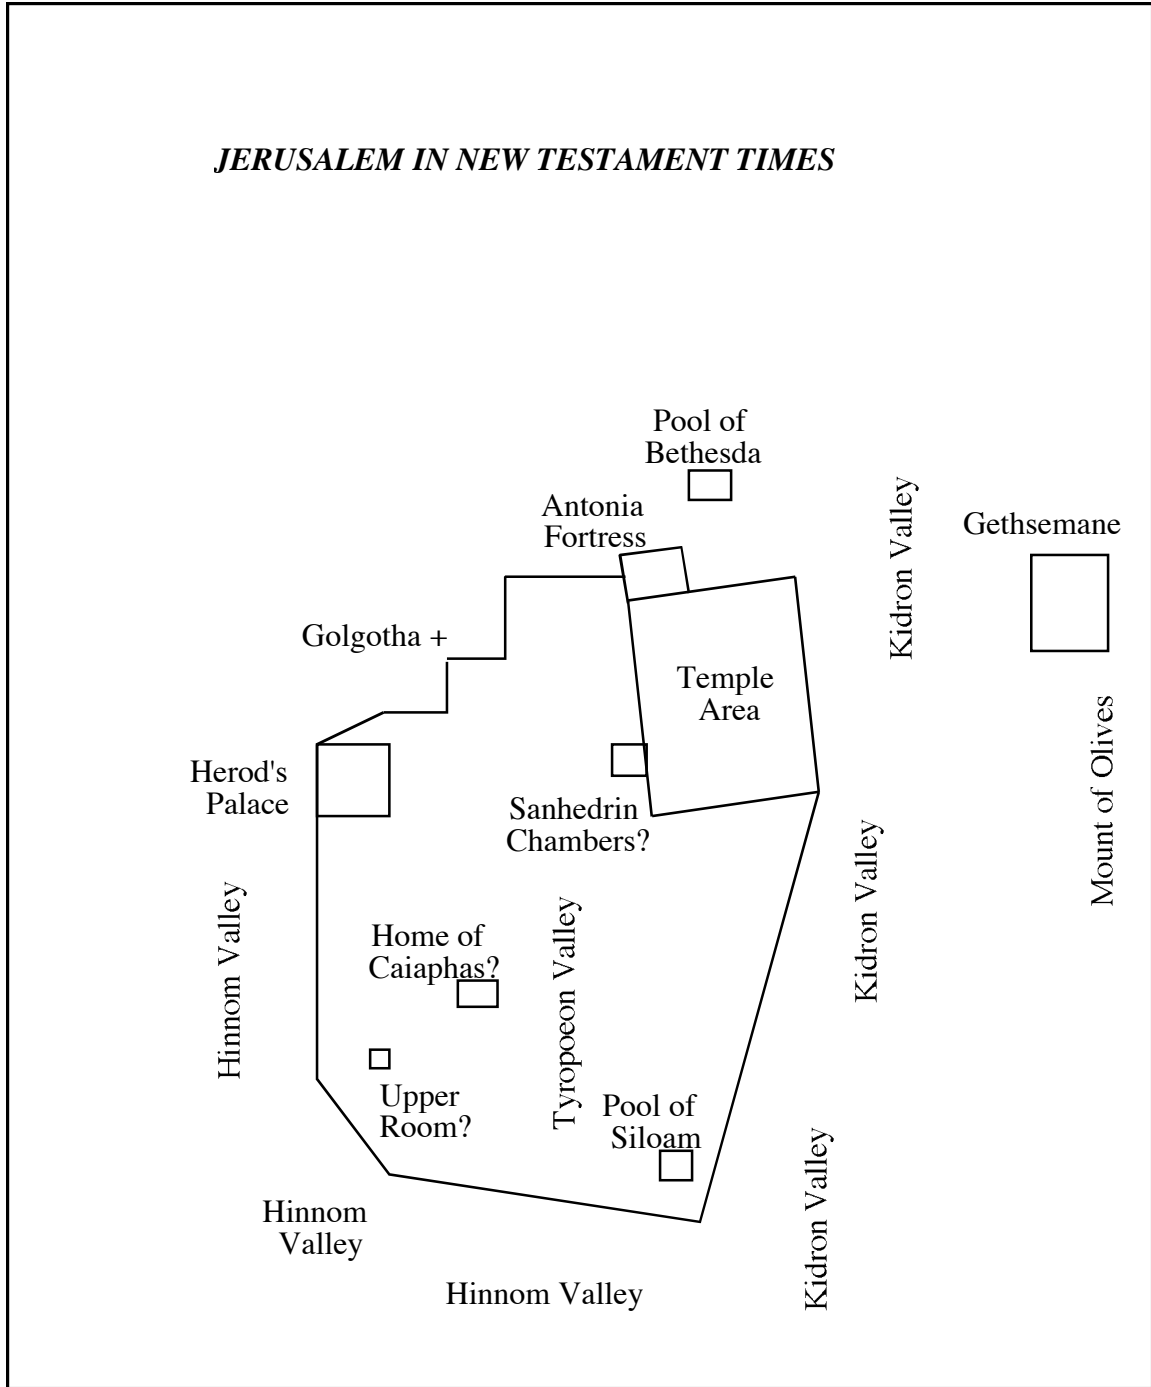 JERUSALEM IN NEW TESTAMENT TIMES
Pool of
Bethesda
Antonia
Fortress
Kidron Valley
Gethsemane
Golgotha +
Temple
Area
Mount of Olives
Herod's
Palace
Sanhedrin
Chambers?
Kidron Valley
Hinnom Valley
Home of
Caiaphas?
Tyropoeon Valley
Upper
Room?
Pool of
Siloam
Kidron Valley
Hinnom
Valley
Hinnom Valley